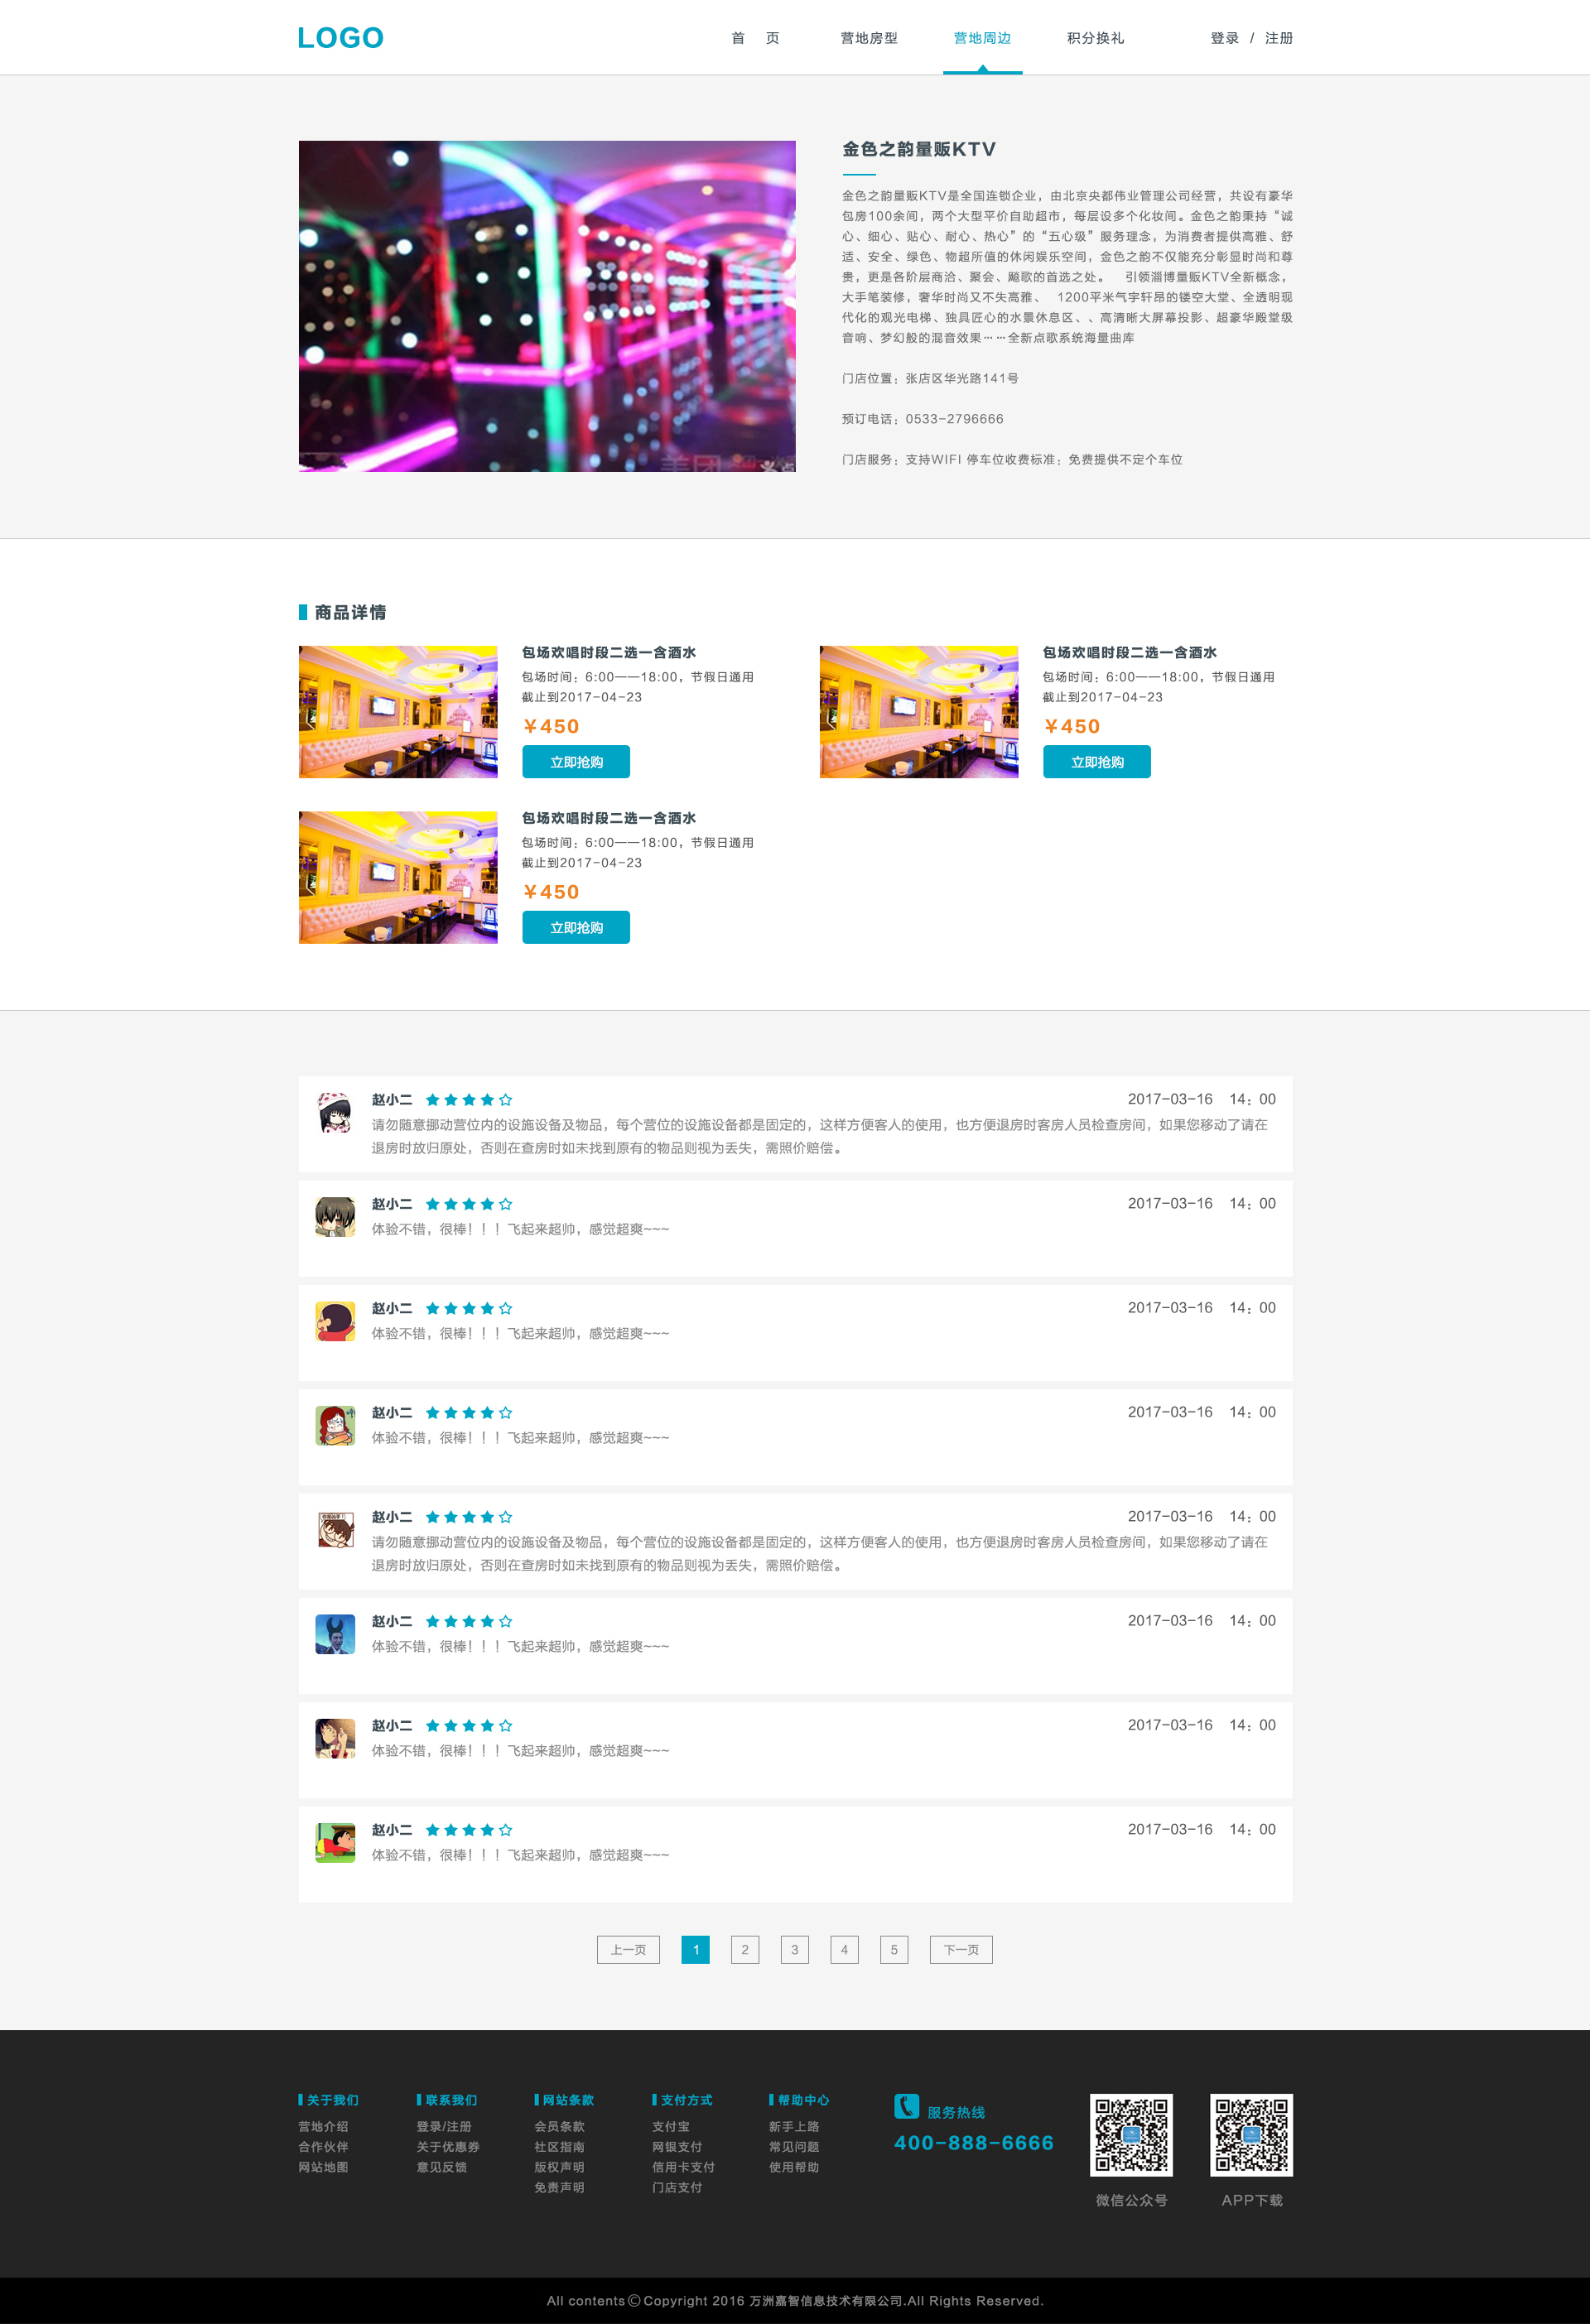 LOGO
首 页 营地房型 营地周边 积分换礼 登录 / 注册
金色之韵量贩KTV
金色之韵量贩KTV是全国连锁企业，由北京央都伟业管理公司经营，共设有豪华
包房100余间，两个大型平价自助超市，每层设多个化妆间。金色之韵秉持“诚
心、细心、贴心、耐心、热心”的“五心级”服务理念，为消费者提供高雅、舒
适、安全、绿色、物超所值的休闲娱乐空间，金色之韵不仅能充分彰显时尚和尊
贵，更是各阶层商洽、聚会、飚歌的首选之处。 引领淄博量贩KTV全新概念，
大手笔装修，奢华时尚又不失高雅、 1200平米气宇轩昂的镂空大堂、全透明现
代化的观光电梯、独具匠心的水景休息区、、高清晰大屏幕投影、超豪华殿堂级
音响、梦幻般的混音效果……全新点歌系统海量曲库
门店位置：张店区华光路141号
预订电话：0533-2796666
门店服务：支持WIFI 停车位收费标准：免费提供不定个车位
美团
商品详情
包场欢唱时段二选一含酒水
包场时间：6:00——18:00，节假日通用
截止到2017-04-23
￥450
立即抢购
包场欢唱时段二选一含酒水
包场时间：6:00——18:00，节假日通用
截止到2017-04-23
￥450
立即抢购
包场欢唱时段二选一含酒水
包场时间：6:00——18:00，节假日通用
截止到2017-04-23
￥450
立即抢购
赵小二 ★★★★☆ 2017-03-16 14：00
请勿随意挪动营位内的设施设备及物品，每个营位的设施设备都是固定的，这样方便客人的使用，也方便退房时客房人员检查房间，如果您移动了请在
退房时放归原处，否则在查房时如未找到原有的物品则视为丢失，需照价赔偿。
赵小二 ★★★★☆ 2017-03-16 14：00
体验不错，很棒！！！飞起来超帅，感觉超爽~~~
赵小二 ★★★★☆ 2017-03-16 14：00
体验不错，很棒！！！飞起来超帅，感觉超爽~~~
赵小二 ★★★★☆ 2017-03-16 14：00
体验不错，很棒！！！飞起来超帅，感觉超爽~~~
赵小二 ★★★★☆ 2017-03-16 14：00
请勿随意挪动营位内的设施设备及物品，每个营位的设施设备都是固定的，这样方便客人的使用，也方便退房时客房人员检查房间，如果您移动了请在
退房时放归原处，否则在查房时如未找到原有的物品则视为丢失，需照价赔偿。
赵小二 ★★★★☆ 2017-03-16 14：00
体验不错，很棒！！！飞起来超帅，感觉超爽~~~
赵小二 ★★★★☆ 2017-03-16 14：00
体验不错，很棒！！！飞起来超帅，感觉超爽~~~
赵小二 ★★★★☆ 2017-03-16 14：00
体验不错，很棒！！！飞起来超帅，感觉超爽~~~
上一页 1 2 3 4 5 下一页
关于我们
营地介绍
合作伙伴
网站地图
联系我们
登录/注册
关于优惠券
意见反馈
网站条款
会员条款
社区指南
版权声明
免责声明
支付方式
支付宝
网银支付
信用卡支付
门店支付
帮助中心
新手上路
常见问题
使用帮助
服务热线
400-888-6666
微信公众号
APP下载
All contents©Copyright 2016 万洲嘉智信息技术有限公司.All Rights Reserved.